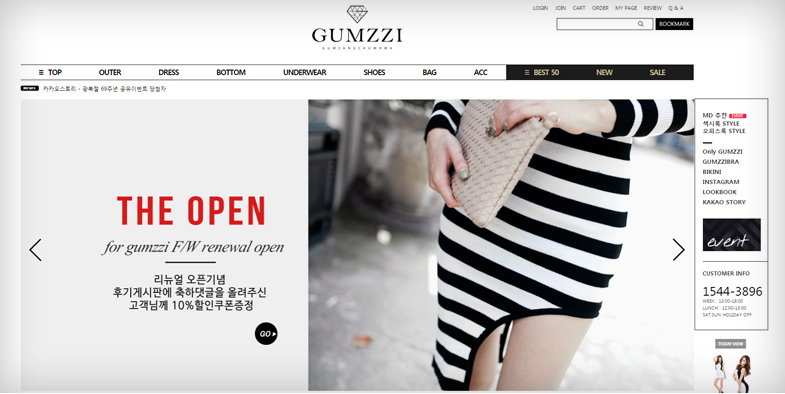 LOGIN JOIN CART ORDER MY PAGE REVIEW Q & A
BOOKMARK
GUMZZI
GUMSANGCHUMAWA
TOP OUTER DRESS BOTTOM UNDERWEAR SHOES BAG ACC BEST 50 NEW SALE
NEWS 카카오스토리 - 광복절 69주년 공유이벤트 당첨자
THE OPEN
for gumzzi F/W renewal open
리뉴얼 오픈기념
후기게시판에 축하댓글을 올려주신
고객님께 10%할인쿠폰증정
GO
MD 추천 EVENT
섹시룩 STYLE
오피스룩 STYLE
Only GUMZZI
GUMZZIBRA
BIKINI
INSTAGRAM
LOOKBOOK
KAKAO STORY
event
CUSTOMER INFO
1544-3896
WEEK : 10:00-18:00
LUNCH : 12:00-13:00
SAT.SUN HOLIDAY OFF
TODAY VIEW